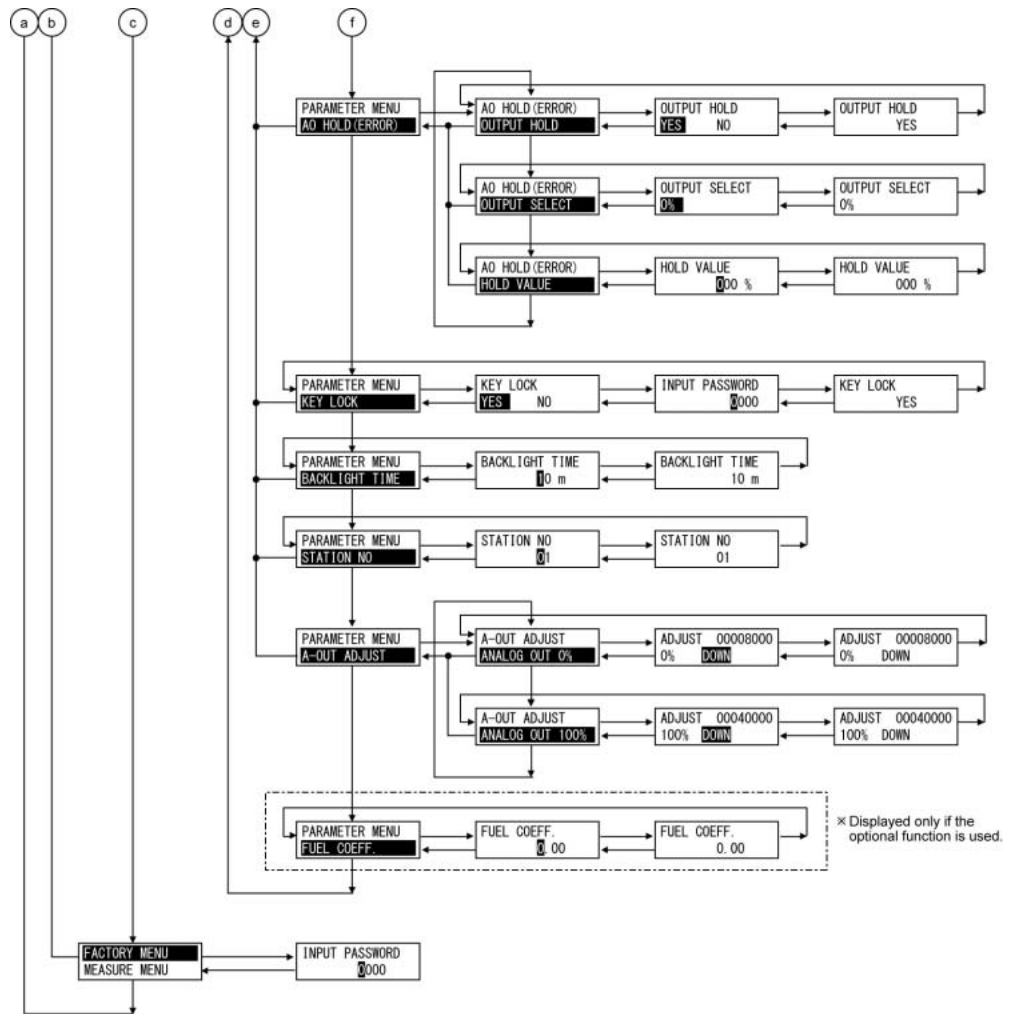 a b c d e f
PARAMETER MENU
AO HOLD(ERROR)
AO HOLD(ERROR)
OUTPUT HOLD
OUTPUT HOLD
YES NO
OUTPUT HOLD
YES
AO HOLD(ERROR)
OUTPUT SELECT
OUTPUT SELECT
0%
OUTPUT SELECT
0%
AO HOLD(ERROR)
HOLD VALUE
HOLD VALUE
000 %
HOLD VALUE
000 %
PARAMETER MENU
KEY LOCK
KEY LOCK
YES NO
INPUT PASSWORD
0000
KEY LOCK
YES
PARAMETER MENU
BACKLIGHT TIME
BACKLIGHT TIME
10 m
BACKLIGHT TIME
10 m
PARAMETER MENU
STATION NO
STATION NO
01
STATION NO
01
PARAMETER MENU
A-OUT ADJUST
A-OUT ADJUST
ANALOG OUT 0%
ADJUST 00008000
0% DOWN
ADJUST 00008000
0% DOWN
A-OUT ADJUST
ANALOG OUT 100%
ADJUST 00040000
100% DOWN
ADJUST 00040000
100% DOWN
PARAMETER MENU
FUEL COEFF.
FUEL COEFF.
0.00
FUEL COEFF.
0.00
※ Displayed only if the
optional function is used.
FACTORY MENU
MEASURE MENU
INPUT PASSWORD
0000